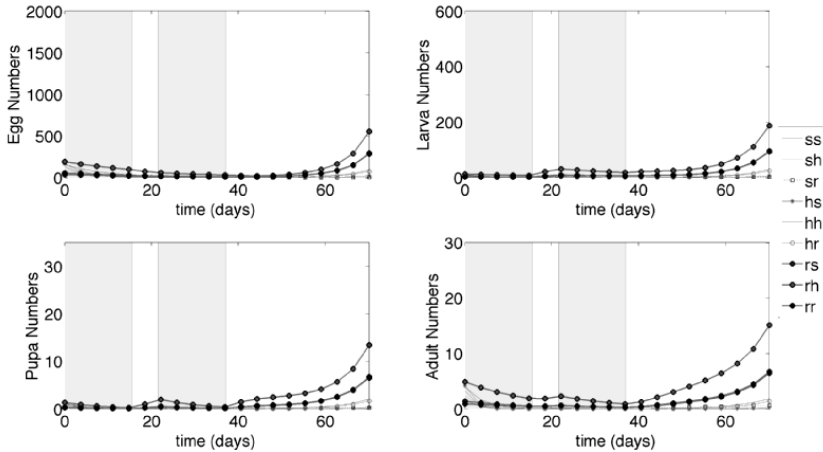 2000
1500
1000
500
0
Egg Numbers
0 20 40 60
time (days)
600
400
200
0
Larva Numbers
0 20 40 60
time (days)
30
20
10
0
Pupa Numbers
0 20 40 60
time (days)
30
20
10
0
Adult Numbers
0 20 40 60
time (days)
ss
sh
sr
hs
hh
hr
rs
rh
rr